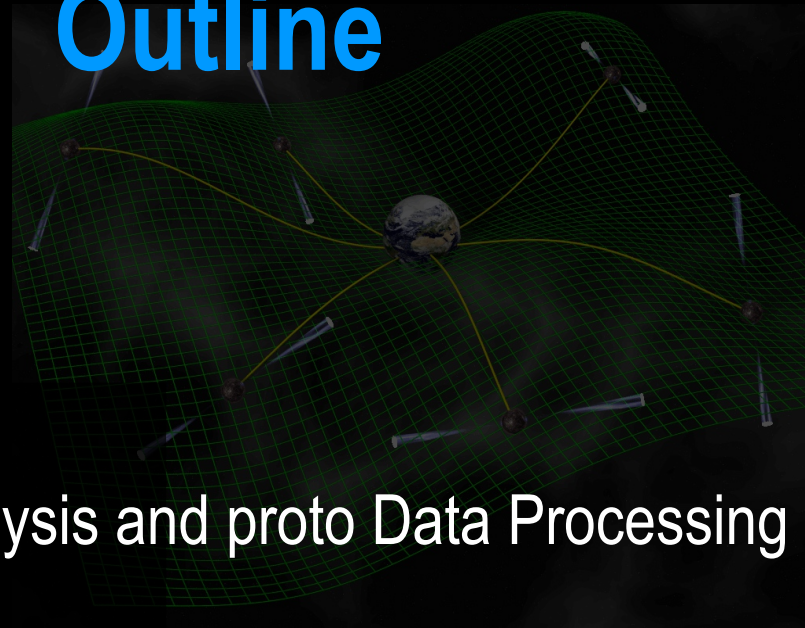 Outline
ysis and proto Data Processing